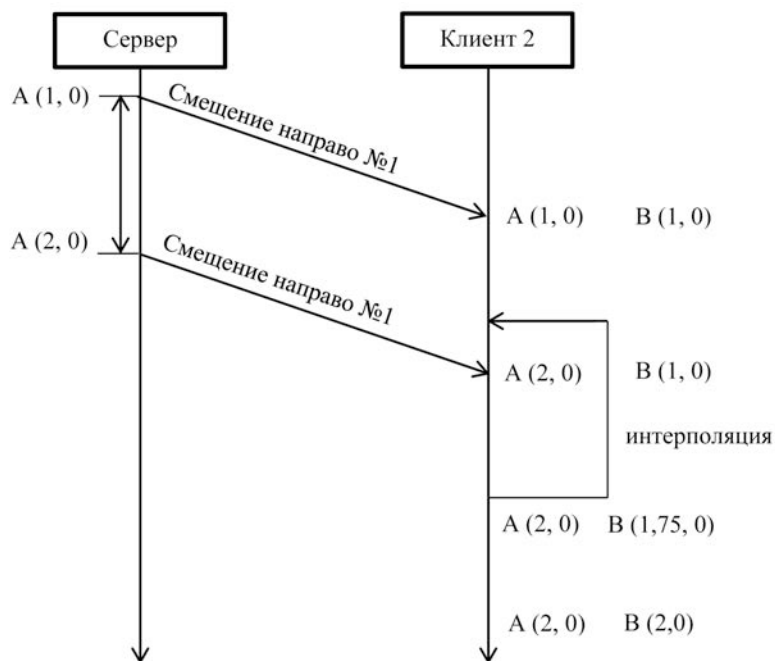 Сервер
Клиент 2
А (1, 0)
Смещение направо №1
А (1, 0) В (1, 0)
А (2, 0)
Смещение направо №1
А (2, 0) В (1, 0)
интерполяция
А (2, 0) В (1,75, 0)
А (2, 0) В (2,0)